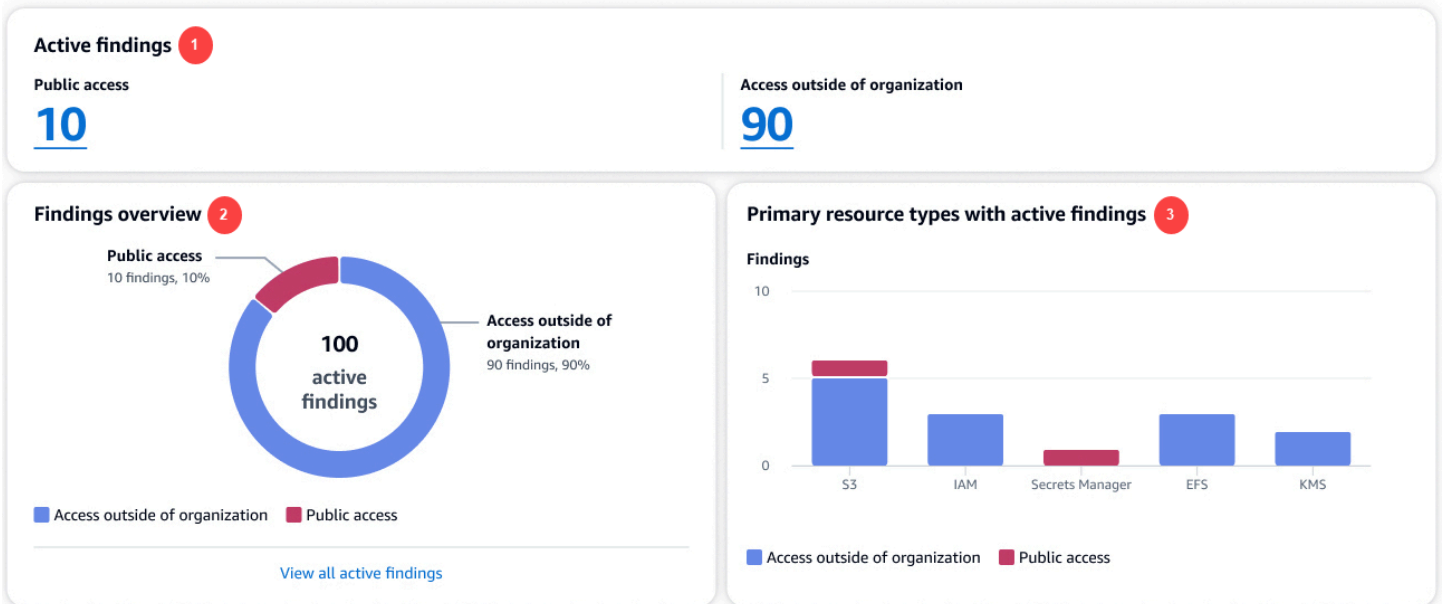 Active findings 1
Public access
10
Access outside of organization
90
Findings overview 2
Public access
10 findings, 10%
Access outside of
organization
90 findings, 90%
100
active
findings
Access outside of organization Public access
View all active findings
Primary resource types with active findings 3
Findings
10
5
0
S3 IAM Secrets Manager EFS KMS
Access outside of organization Public access